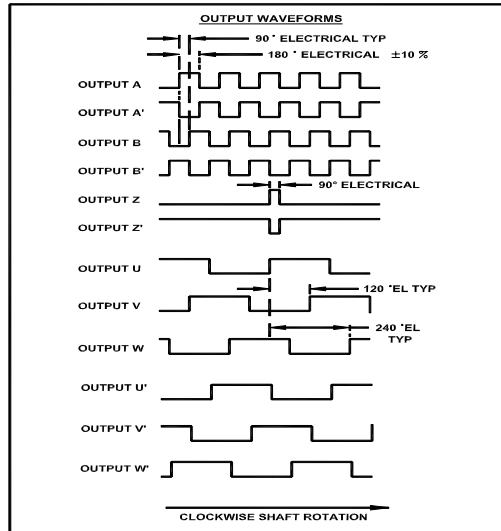 OUTPUT WAVEFORMS
90° ELECTRICAL TYP
180° ELECTRICAL ±10 %
OUTPUT A
OUTPUT A'
OUTPUT B
OUTPUT B'
90° ELECTRICAL
OUTPUT Z
OUTPUT Z'
OUTPUT U
120 °EL TYP
OUTPUT V
240 °EL
TYP
OUTPUT W
OUTPUT U'
OUTPUT V'
OUTPUT W'
CLOCKWISE SHAFT ROTATION